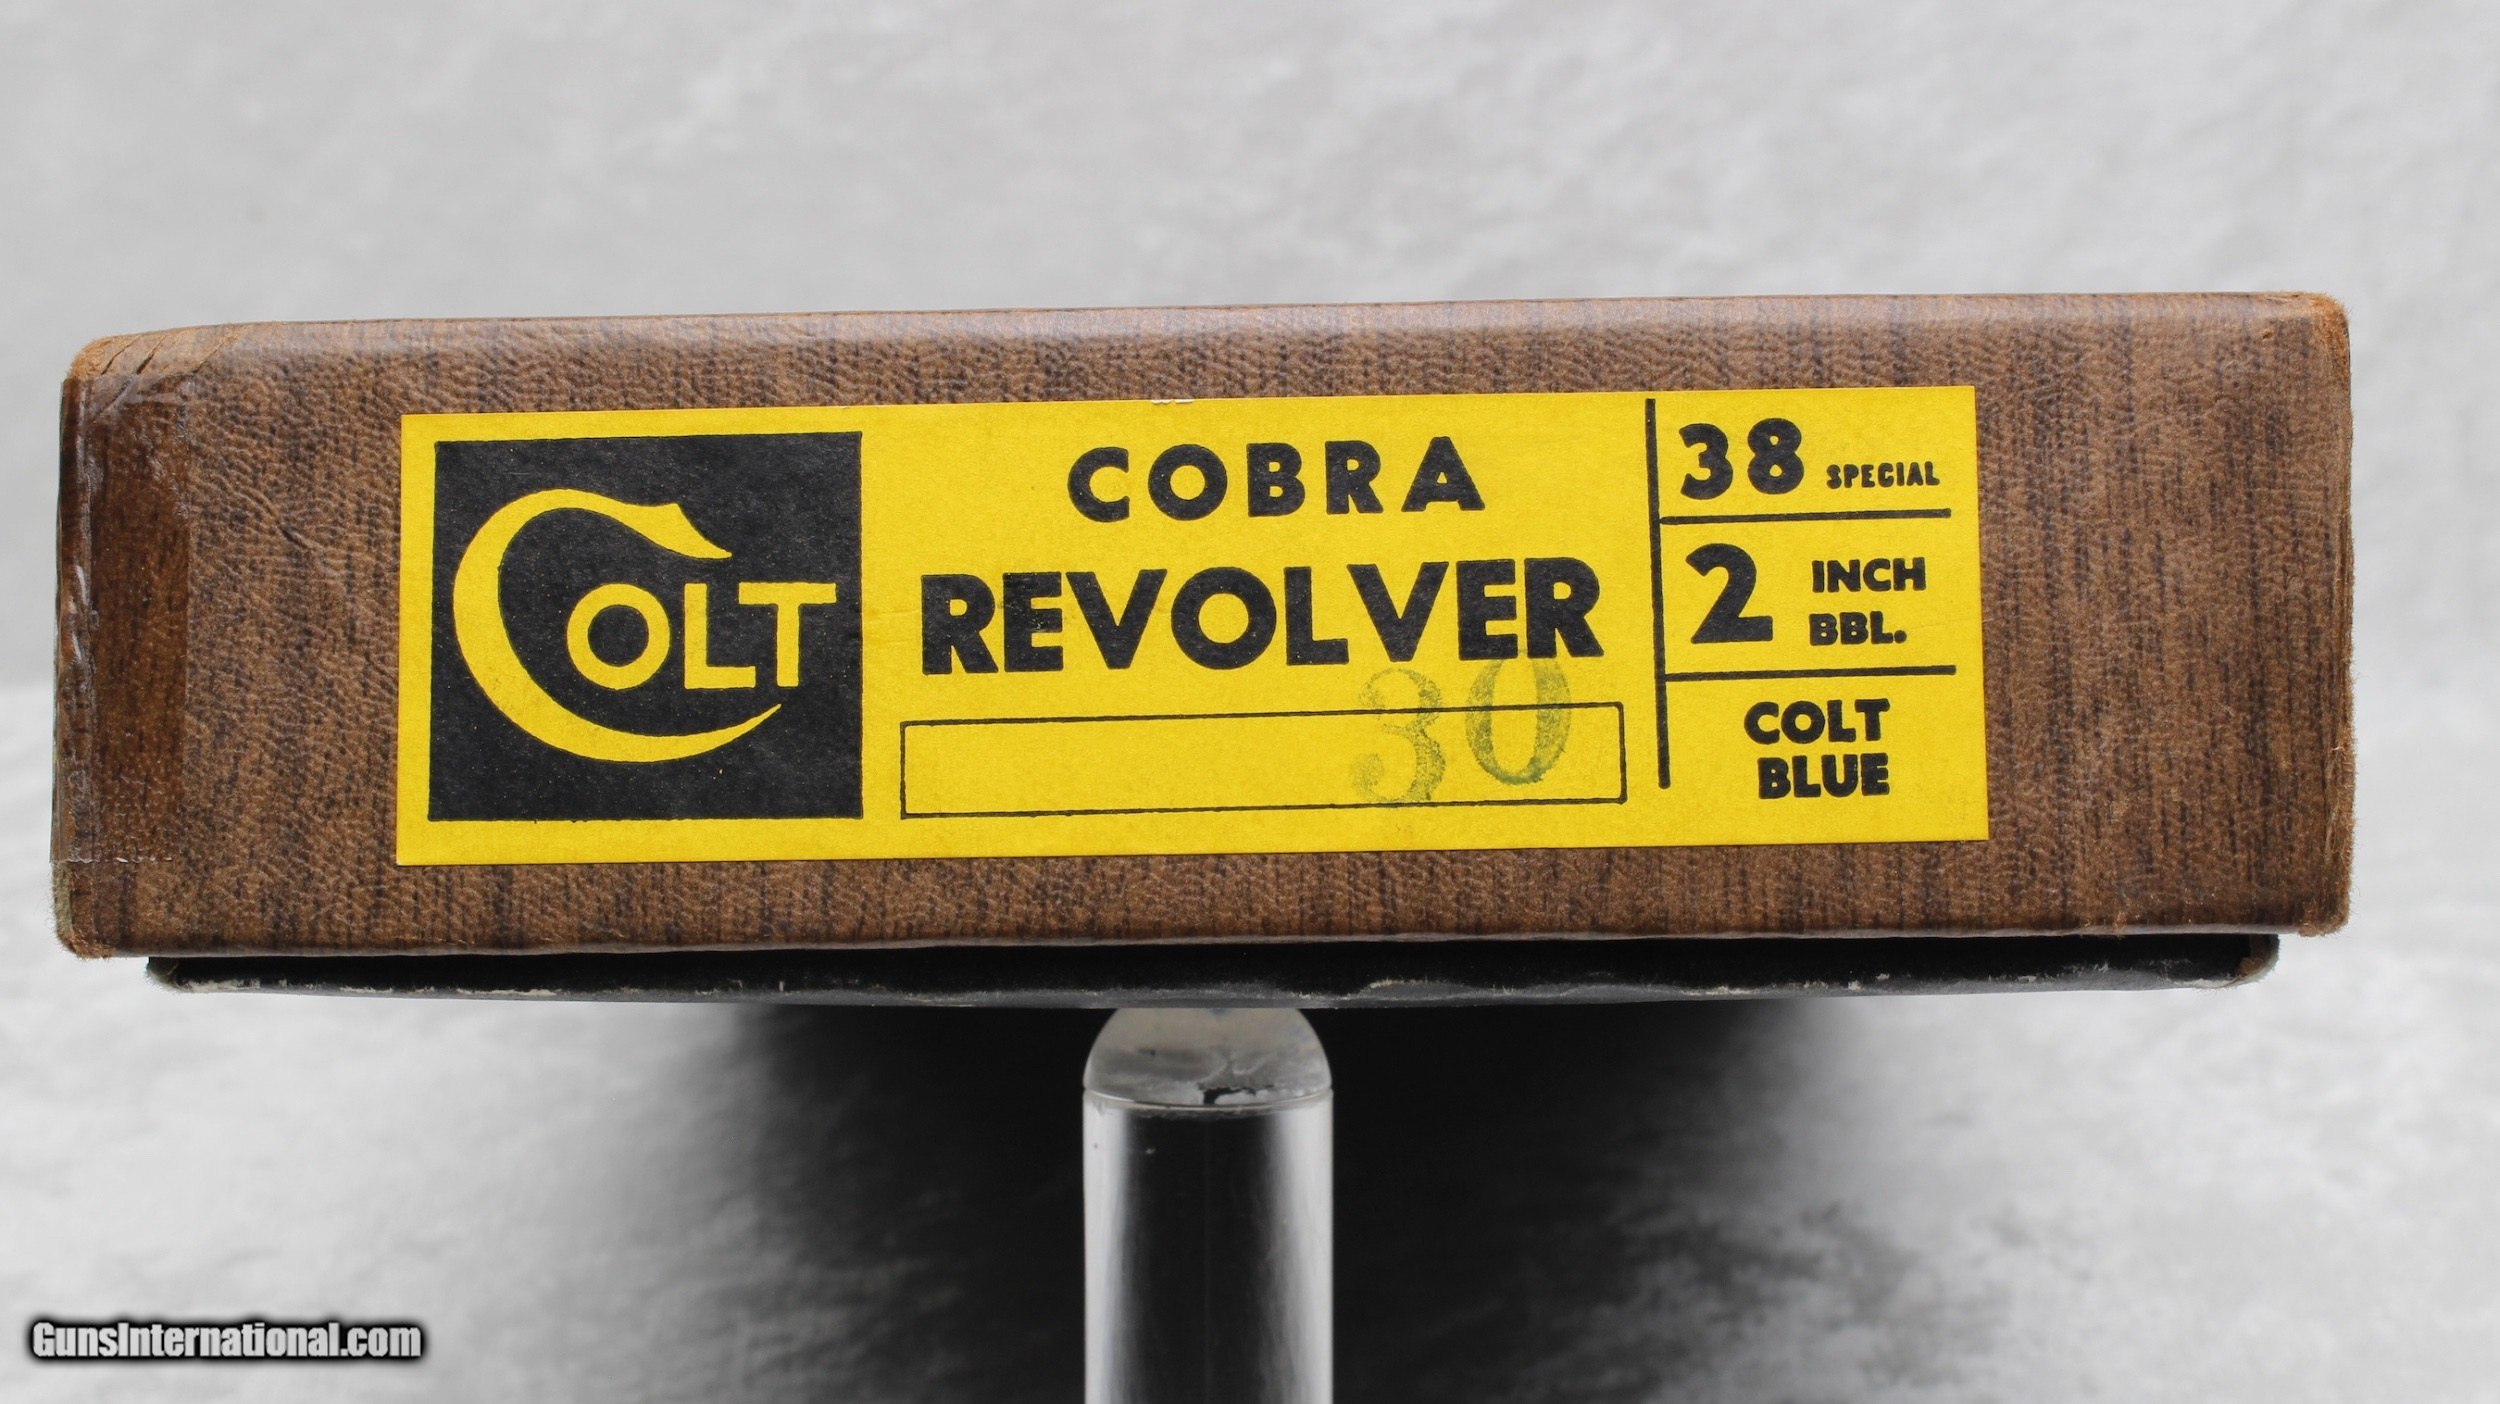 COLT
COBRA
REVOLVER
30
38 SPECIAL
2 INCH
BBL.
COLT
BLUE
GunsInternational.com